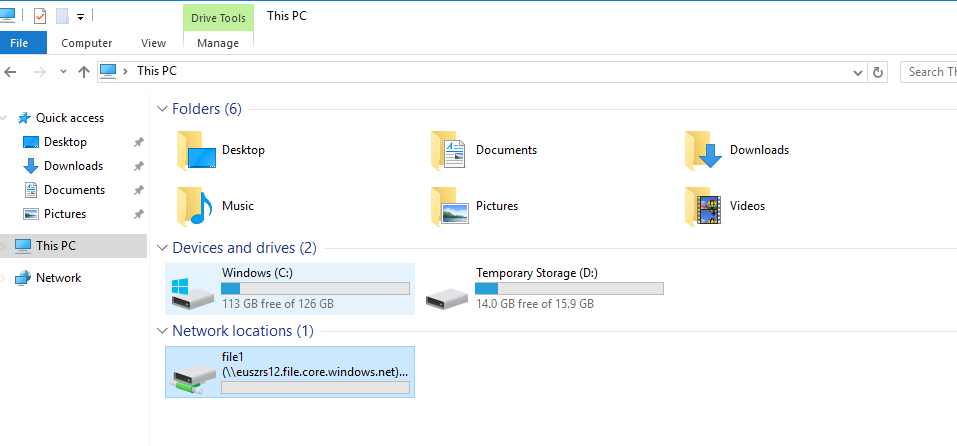 Drive Tools
This PC
File
Computer
View
Manage
This PC
Search Th
Quick access
Desktop
Downloads
Documents
Pictures
This PC
Network
Folders (6)
Desktop
Documents
Downloads
Music
Pictures
Videos
Devices and drives (2)
Windows (C:)
113 GB free of 126 GB
Temporary Storage (D:)
14.0 GB free of 15.9 GB
Network locations (1)
file1
(\\euszrs12.file.core.windows.net)...